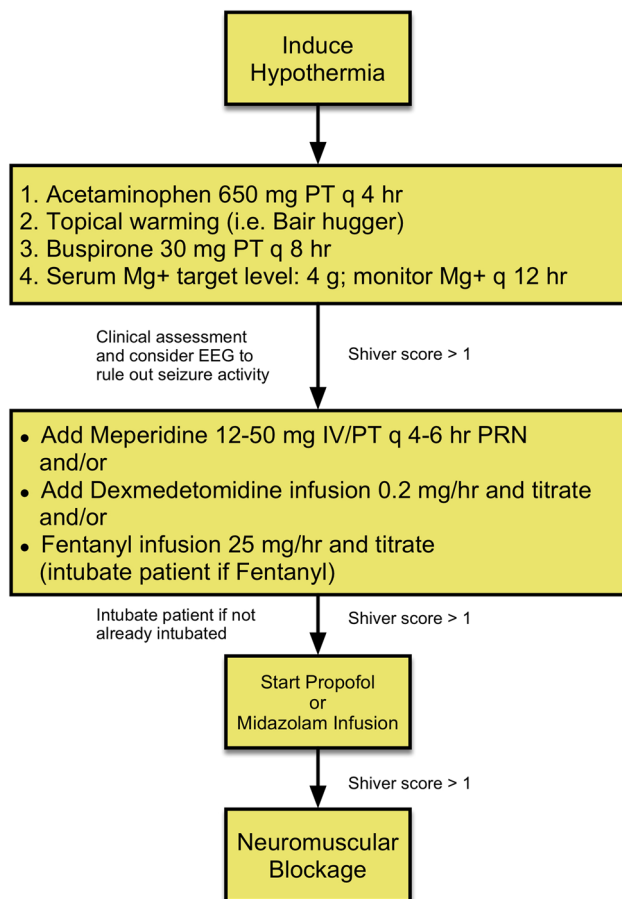 Induce
Hypothermia
1. Acetaminophen 650 mg PT q 4 hr
2. Topical warming (i.e. Bair hugger)
3. Buspirone 30 mg PT q 8 hr
4. Serum Mg+ target level: 4 g; monitor Mg+ q 12 hr
Clinical assessment
and consider EEG to
rule out seizure activity
Shiver score > 1
• Add Meperidine 12-50 mg IV/PT q 4-6 hr PRN
and/or
• Add Dexmedetomidine infusion 0.2 mg/hr and titrate
and/or
• Fentanyl infusion 25 mg/hr and titrate
(intubate patient if Fentanyl)
Intubate patient if not
already intubated
Shiver score > 1
Start Propofol
or
Midazolam Infusion
Shiver score > 1
Neuromuscular
Blockage